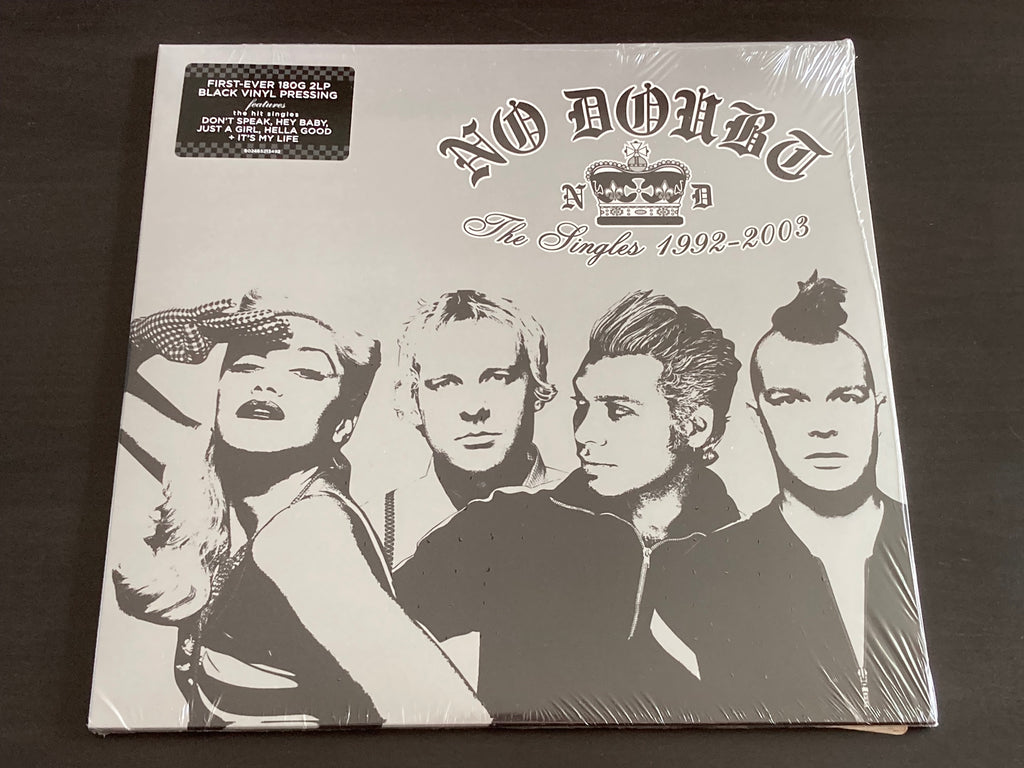 FIRST-EVER 180G 2LP
BLACK VINYL PRESSING
features
the hit singles
DON'T SPEAK, HEY BABY,
JUST A GIRL, HELLA GOOD
+ IT'S MY LIFE
NO DOUBT
N D
The Singles 1992-2003